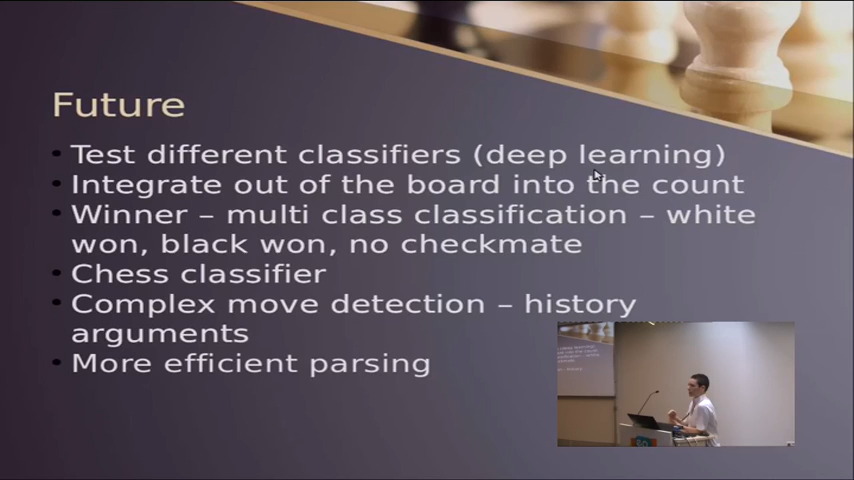 Future
• Test different classifiers (deep learning)
• Integrate out of the board into the count
• Winner – multi class classification – white
won, black won, no checkmate
• Chess classifier
• Complex move detection – history
arguments
• More efficient parsing